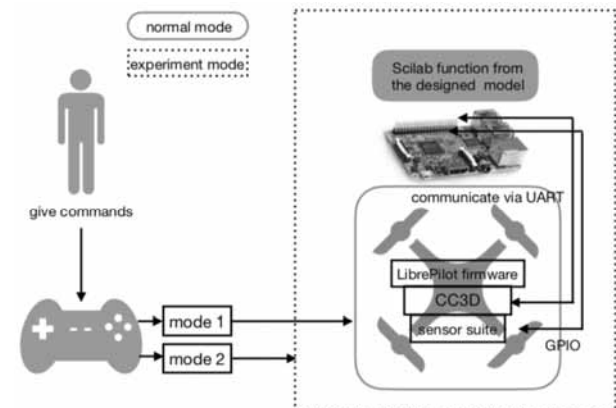 normal mode
experiment mode
give commands
mode 1
mode 2
Scilab function from
the designed model
communicate via UART
LibrePilot firmware
CC3D
sensor suite
GPIO